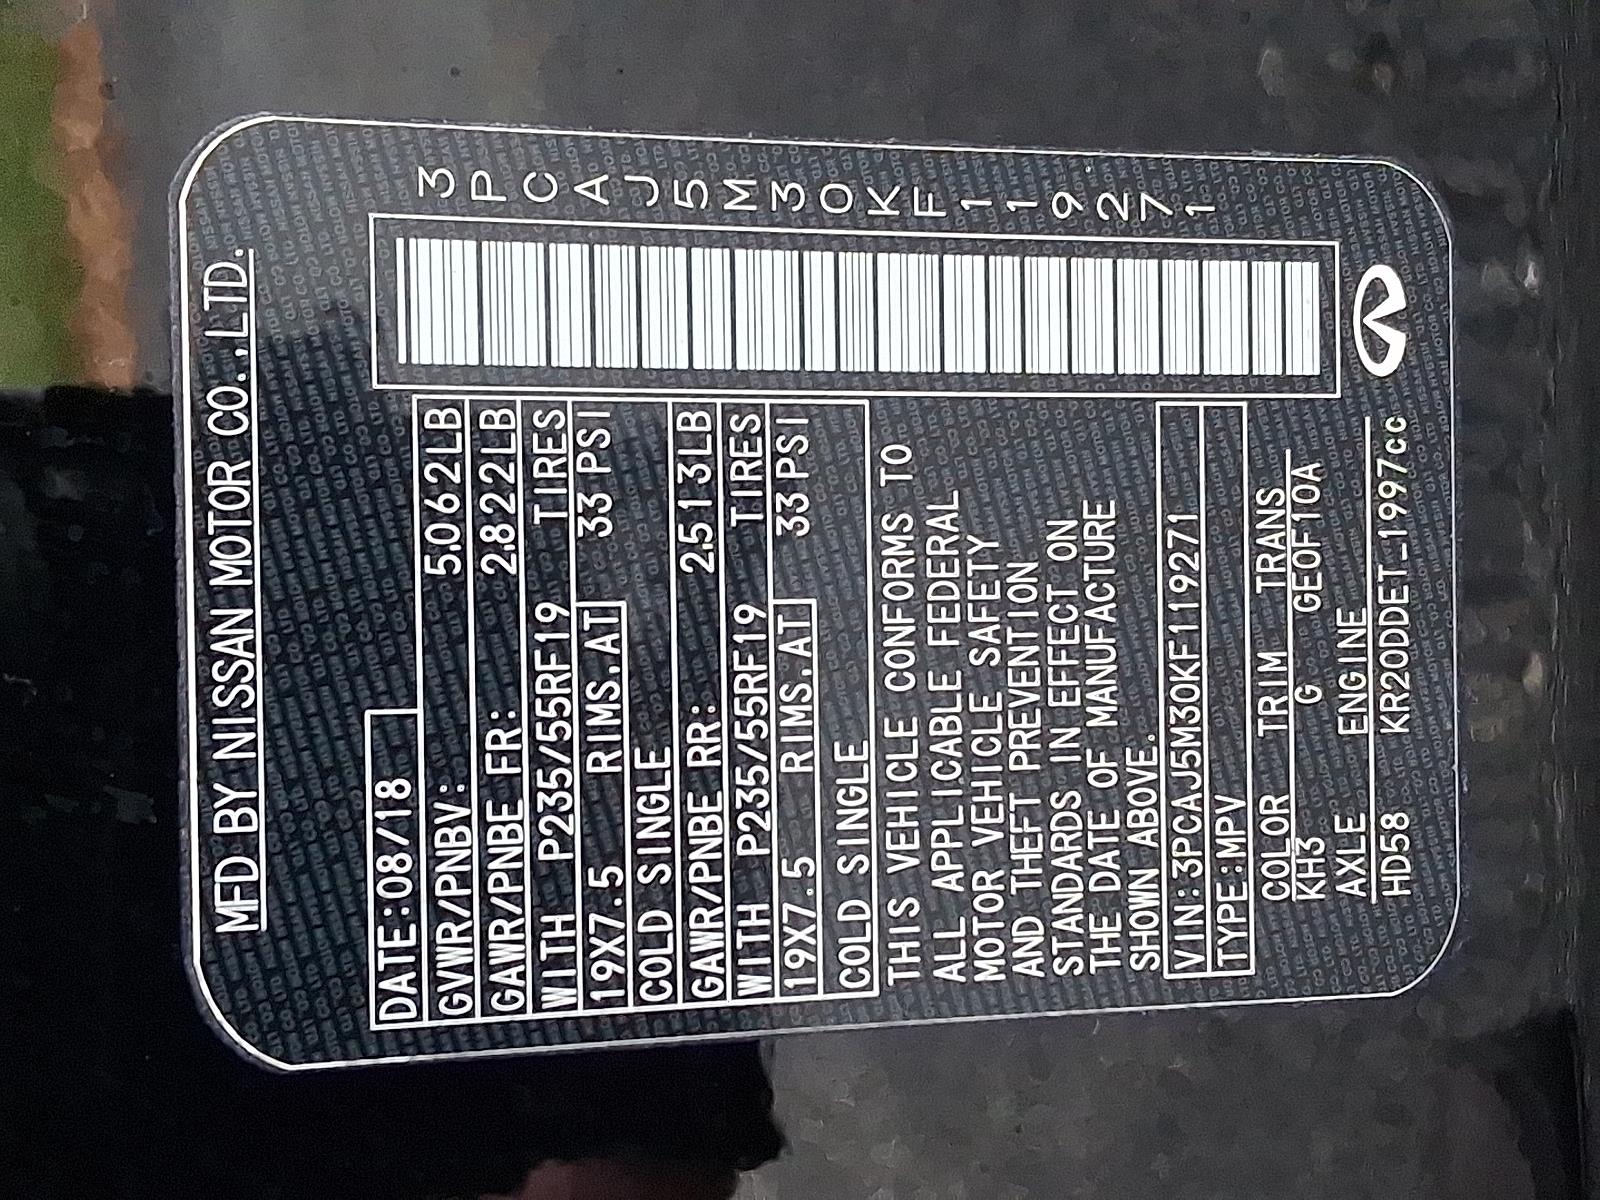 MFD BY NISSAN MOTOR CO.,LTD.
DATE:08/18
GVWR/PNBV: 5.062LB
GAWR/PNBE FR: 2.822LB
WITH P235/55RF19 TIRES
19X7.5 RIMS.AT 33 PSI
COLD SINGLE
GAWR/PNBE RR: 2.513LB
WITH P235/55RF19 TIRES
19X7.5 RIMS.AT 33 PSI
COLD SINGLE
THIS VEHICLE CONFORMS TO
ALL APPLICABLE FEDERAL
MOTOR VEHICLE SAFETY
AND THEFT PREVENTION
STANDARDS IN EFFECT ON
THE DATE OF MANUFACTURE
SHOWN ABOVE.
VIN:3PCAJ5M30KF119271
TYPE:MPV
COLOR TRIM TRANS
KH3 G GE0F10A
AXLE ENGINE
HD58 KR20DDET_1997cc
3PCAJ5M30KF119271